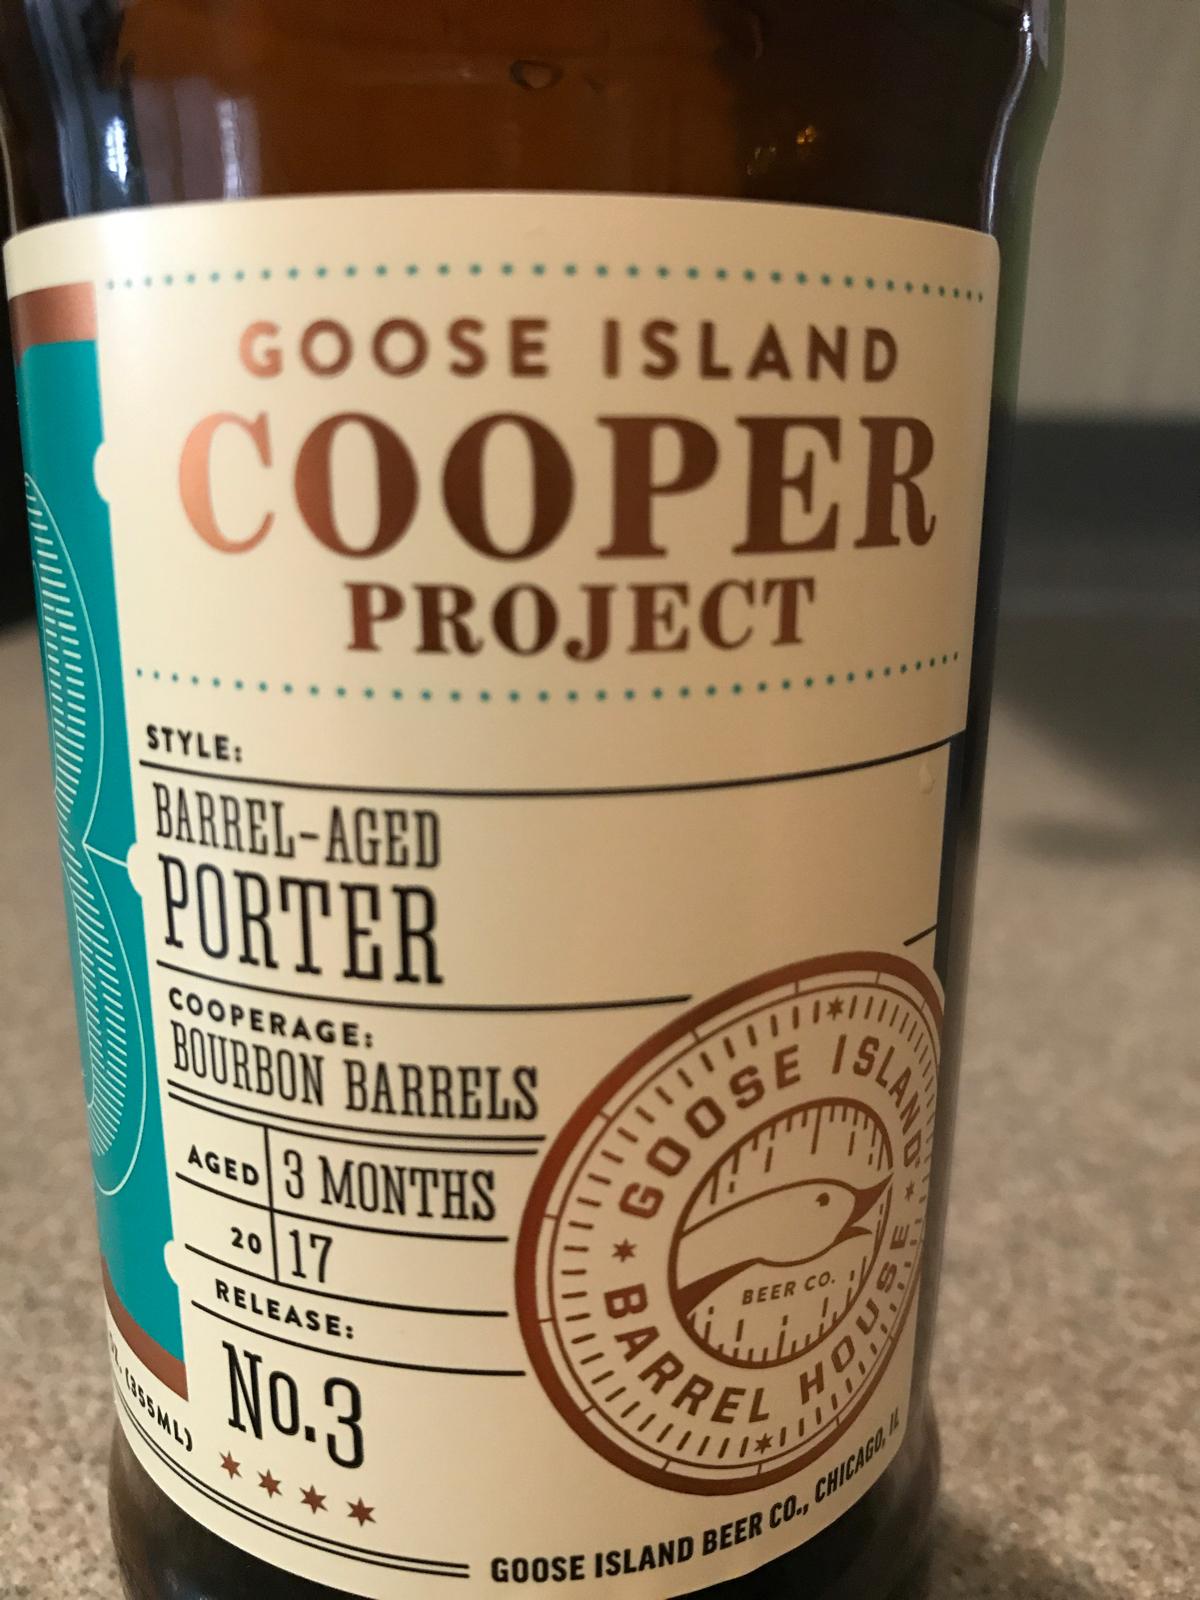 GOOSE ISLAND
COOPER
PROJECT
STYLE:
BARREL-AGED
PORTER
COOPERAGE:
BOURBON BARRELS
AGED 3 MONTHS
20 17
RELEASE:
No.3
GOOSE ISLAND
BEER CO.
BARREL HOUSE
OZ. (355ML)
GOOSE ISLAND BEER CO., CHICAGO, IL